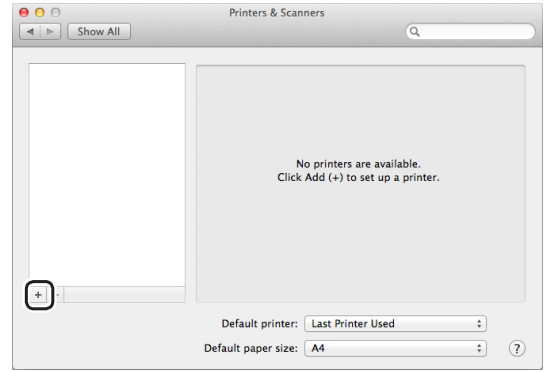 Printers & Scanners
Show All
No printers are available.
Click Add (+) to set up a printer.
+ -
Default printer: Last Printer Used
Default paper size: A4 ?